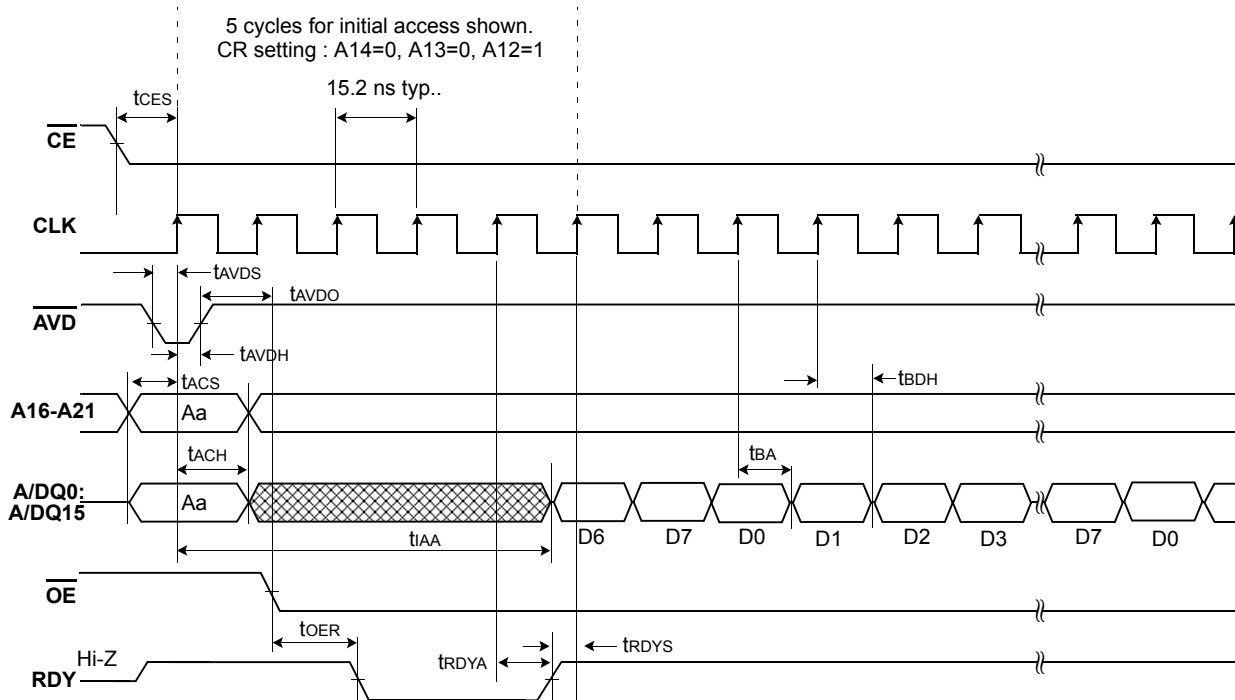 5 cycles for initial access shown.
CR setting : A14=0, A13=0, A12=1
15.2 ns typ..
tCES
CE
CLK
tAVDS
tAVDO
AVD
tAVDH
tACS
tBDH
A16-A21
Aa
tACH
tBA
A/DQ0:
A/DQ15
Aa
tIAA
D6 D7 D0 D1 D2 D3 D7 D0
OE
tOER
tRDYS
tRDYA
Hi-Z
RDY